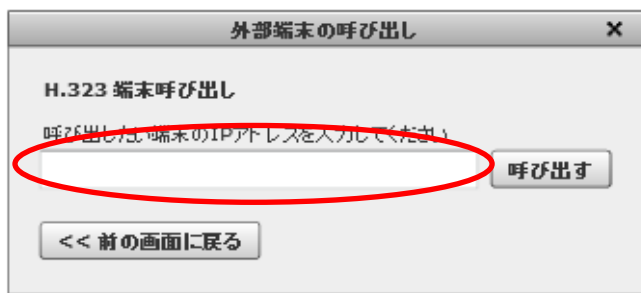 外部端末の呼び出し ×
H.323 端末呼び出し
呼び出したい端末のIPアドレスを入力してください
呼び出す
<< 前の画面に戻る